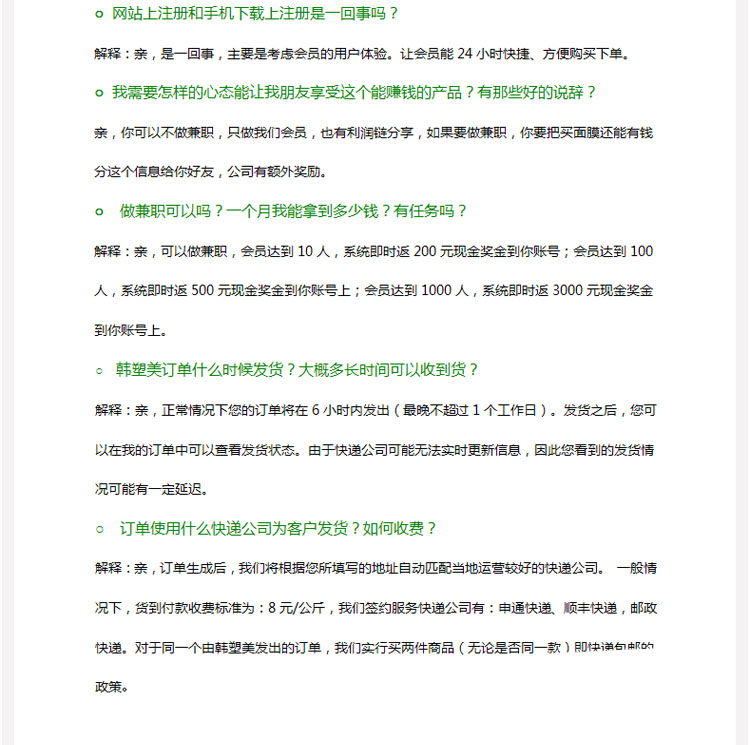 ○ 网站上注册和手机下载上注册是一回事吗？
解释：亲，是一回事，主要是考虑会员的用户体验。让会员能 24 小时快捷、方便购买下单。
○ 我需要怎样的心态能让我朋友享受这个能赚钱的产品？有那些好的说辞？
亲，你可以不做兼职，只做我们会员，也有利润链分享，如果要做兼职，你要把买面膜还能有钱
分这个信息给你好友，公司有额外奖励。
○ 做兼职可以吗？一个月我能拿到多少钱？有任务吗？
解释：亲，可以做兼职，会员达到 10 人，系统即时返 200 元现金奖金到你账号；会员达到 100
人，系统即时返 500 元现金奖金到你账号上；会员达到 1000 人，系统即时返 3000 元现金奖金
到你账号上。
○ 韩塑美订单什么时候发货？大概多长时间可以收到货？
解释：亲，正常情况下您的订单将在 6 小时内发出（最晚不超过 1 个工作日）。发货之后，您可
以在我的订单中可以查看发货状态。由于快递公司可能无法实时更新信息，因此您看到的发货情
况可能有一定延迟。
○ 订单使用什么快递公司为客户发货？如何收费？
解释：亲，订单生成后，我们将根据您所填写的地址自动匹配当地运营较好的快递公司。 一般情
况下，货到付款收费标准为：8 元/公斤，我们签约服务快递公司有：申通快递、顺丰快递，邮政
快递。对于同一个由韩塑美发出的订单，我们实行买两件商品（无论是否同一款）即快递包邮的
政策。